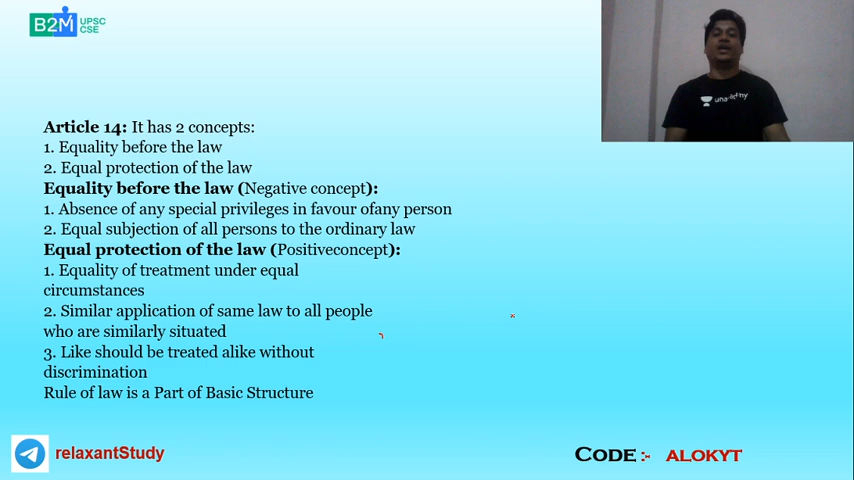 B2M UPSC
CSE
unacademy
Article 14: It has 2 concepts:
1. Equality before the law
2. Equal protection of the law
Equality before the law (Negative concept):
1. Absence of any special privileges in favour ofany person
2. Equal subjection of all persons to the ordinary law
Equal protection of the law (Positiveconcept):
1. Equality of treatment under equal
circumstances
2. Similar application of same law to all people
who are similarly situated
3. Like should be treated alike without
discrimination
Rule of law is a Part of Basic Structure
relaxantStudy
CODE :- ALOKYT